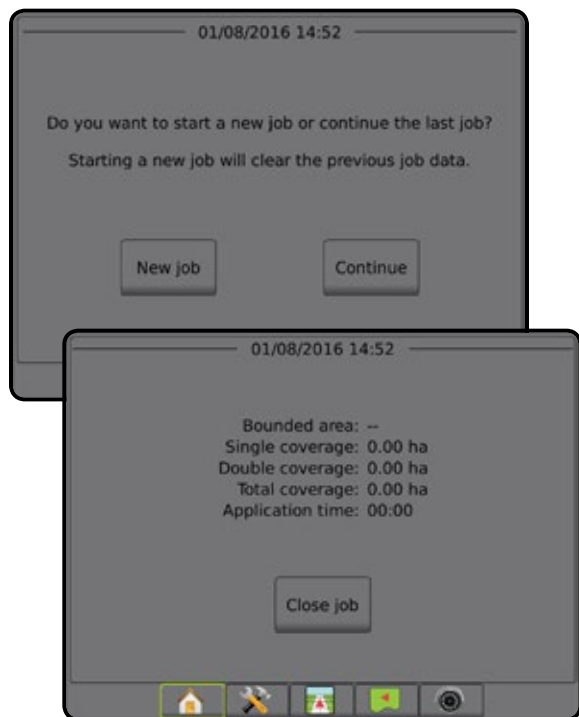 01/08/2016 14:52
Do you want to start a new job or continue the last job?
Starting a new job will clear the previous job data.
New job
Continue
01/08/2016 14:52
Bounded area: --
Single coverage: 0.00 ha
Double coverage: 0.00 ha
Total coverage: 0.00 ha
Application time: 00:00
Close job